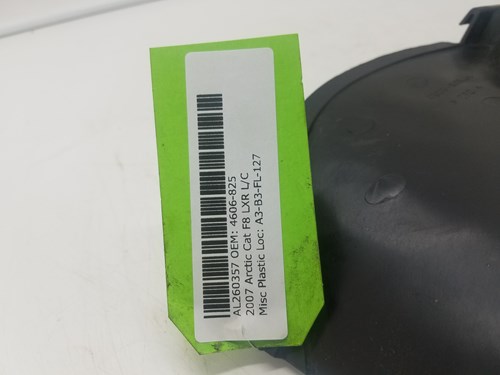 AL260357 OEM: 4606-825
2007 Arctic Cat F8 LXR L/C
Misc Plastic Loc: A3-B3-FL-127